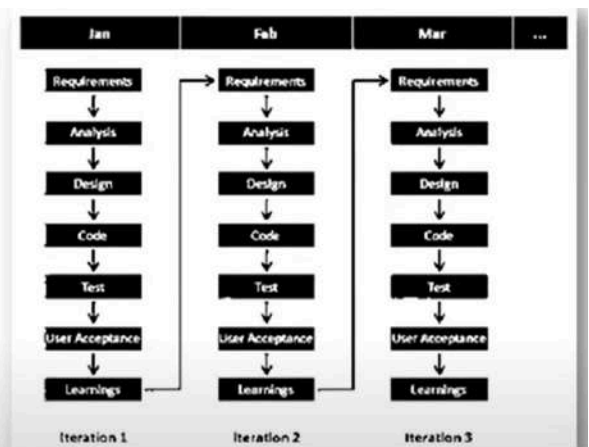 Jan Feb Mar ...
Requirements Requirements Requirements
Analysis Analysis Analysis
Design Design Design
Code Code Code
Test Test Test
User Acceptance User Acceptance User Acceptance
Learnings Learnings Learnings
Iteration 1 Iteration 2 Iteration 3